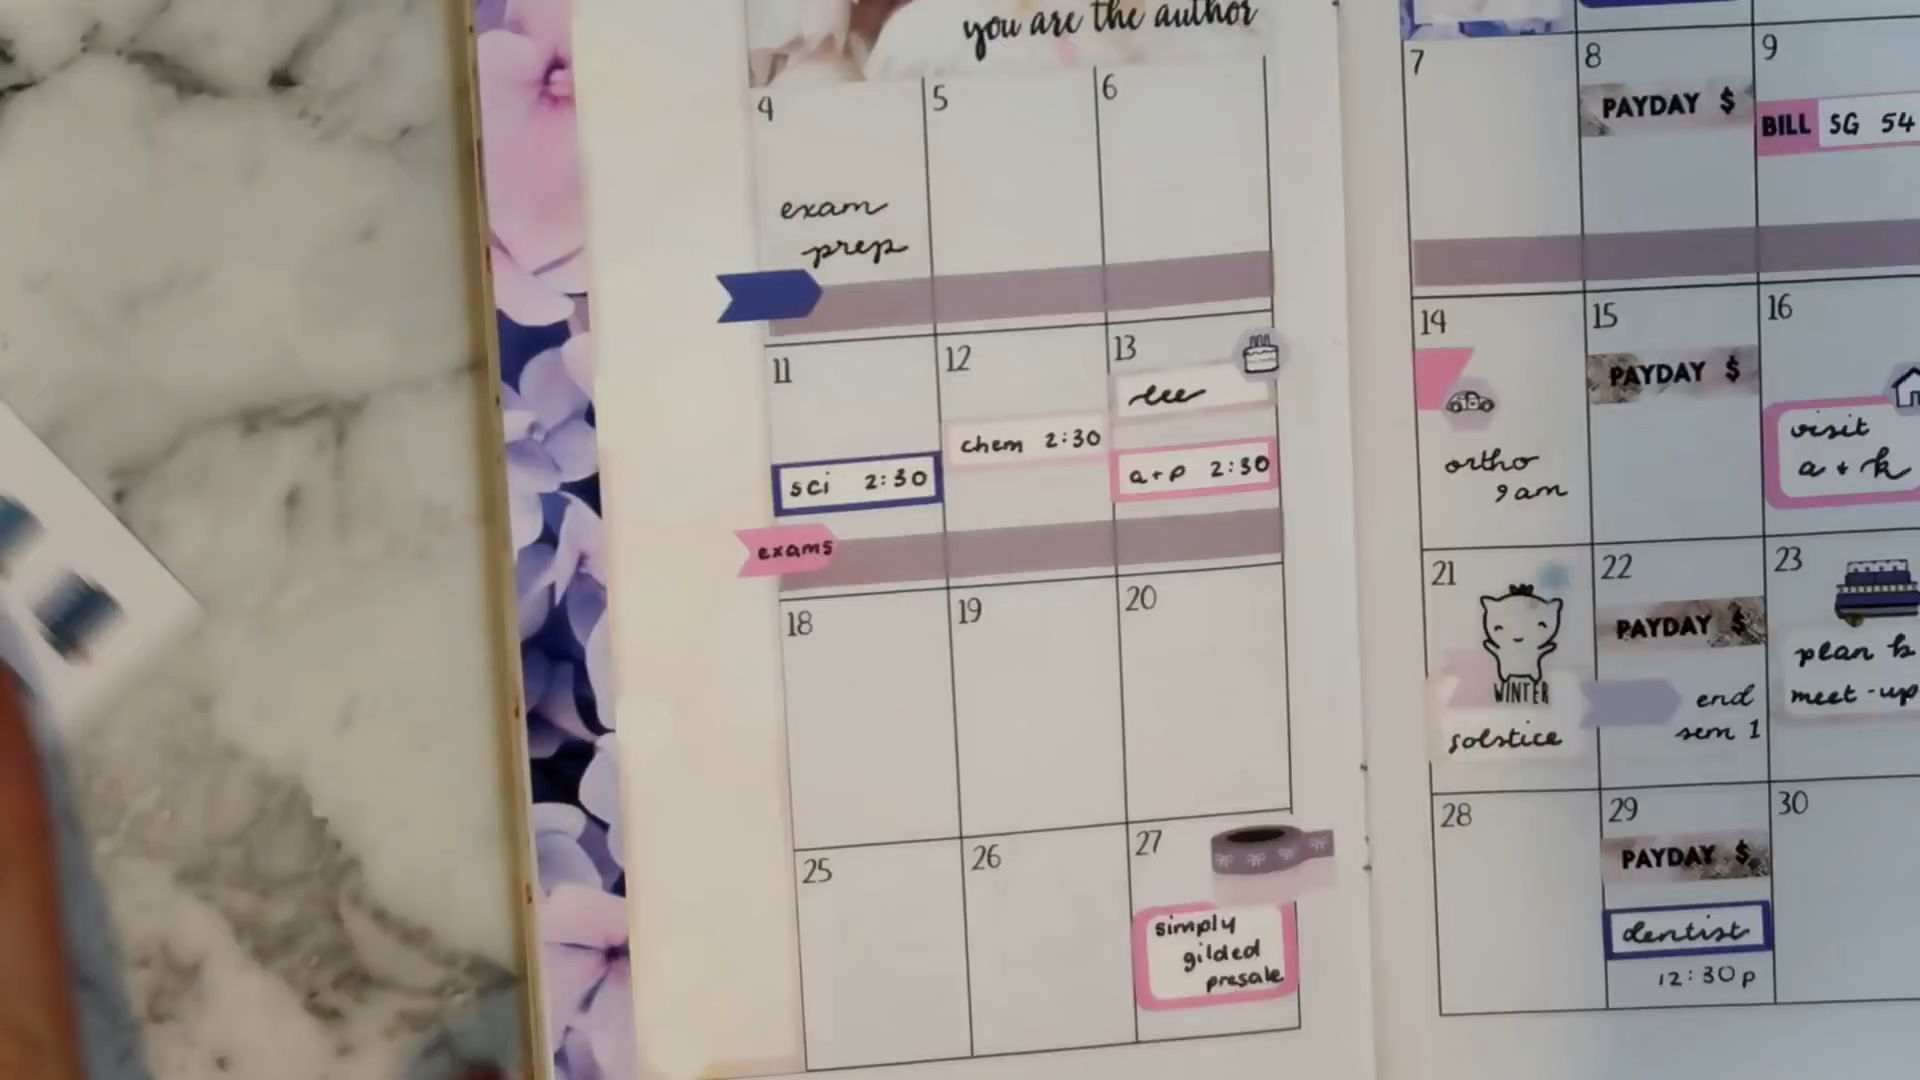 you are the author
4
5
6
exam
prep
11
12
13
lee
sci 2:30
chem 2:30
a+p 2:30
exams
18
19
20
25
26
27
simply
gilded
presale
7
8
9
PAYDAY $
BILL SG 54
14
15
16
PAYDAY $
ortho
9am
visit
a + k
21
22
23
WINTER
solstice
PAYDAY $
end
sem 1
plan b
meet-up
28
29
30
PAYDAY $
dentist
12:30p